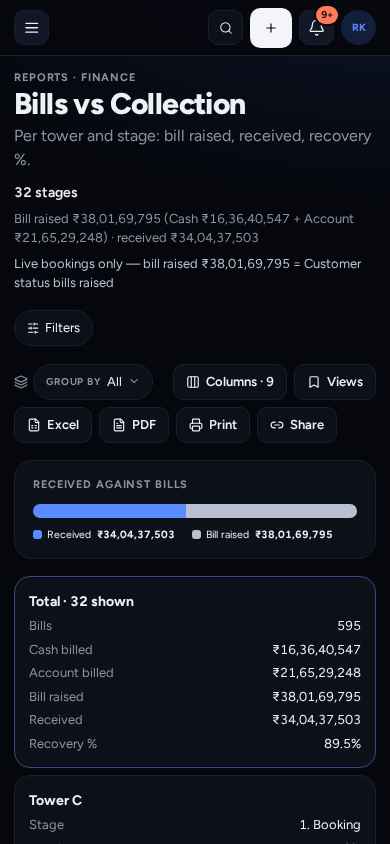 9+
RK
REPORTS · FINANCE
Bills vs Collection
Per tower and stage: bill raised, received, recovery
%.
32 stages
Bill raised ₹38,01,69,795 (Cash ₹16,36,40,547 + Account
₹21,65,29,248) · received ₹34,04,37,503
Live bookings only — bill raised ₹38,01,69,795 = Customer
status bills raised
Filters
GROUP BY All Columns · 9 Views
Excel PDF Print Share
RECEIVED AGAINST BILLS
Received ₹34,04,37,503 Bill raised ₹38,01,69,795
Total · 32 shown
Bills 595
Cash billed ₹16,36,40,547
Account billed ₹21,65,29,248
Bill raised ₹38,01,69,795
Received ₹34,04,37,503
Recovery % 89.5%
Tower C
Stage 1. Booking